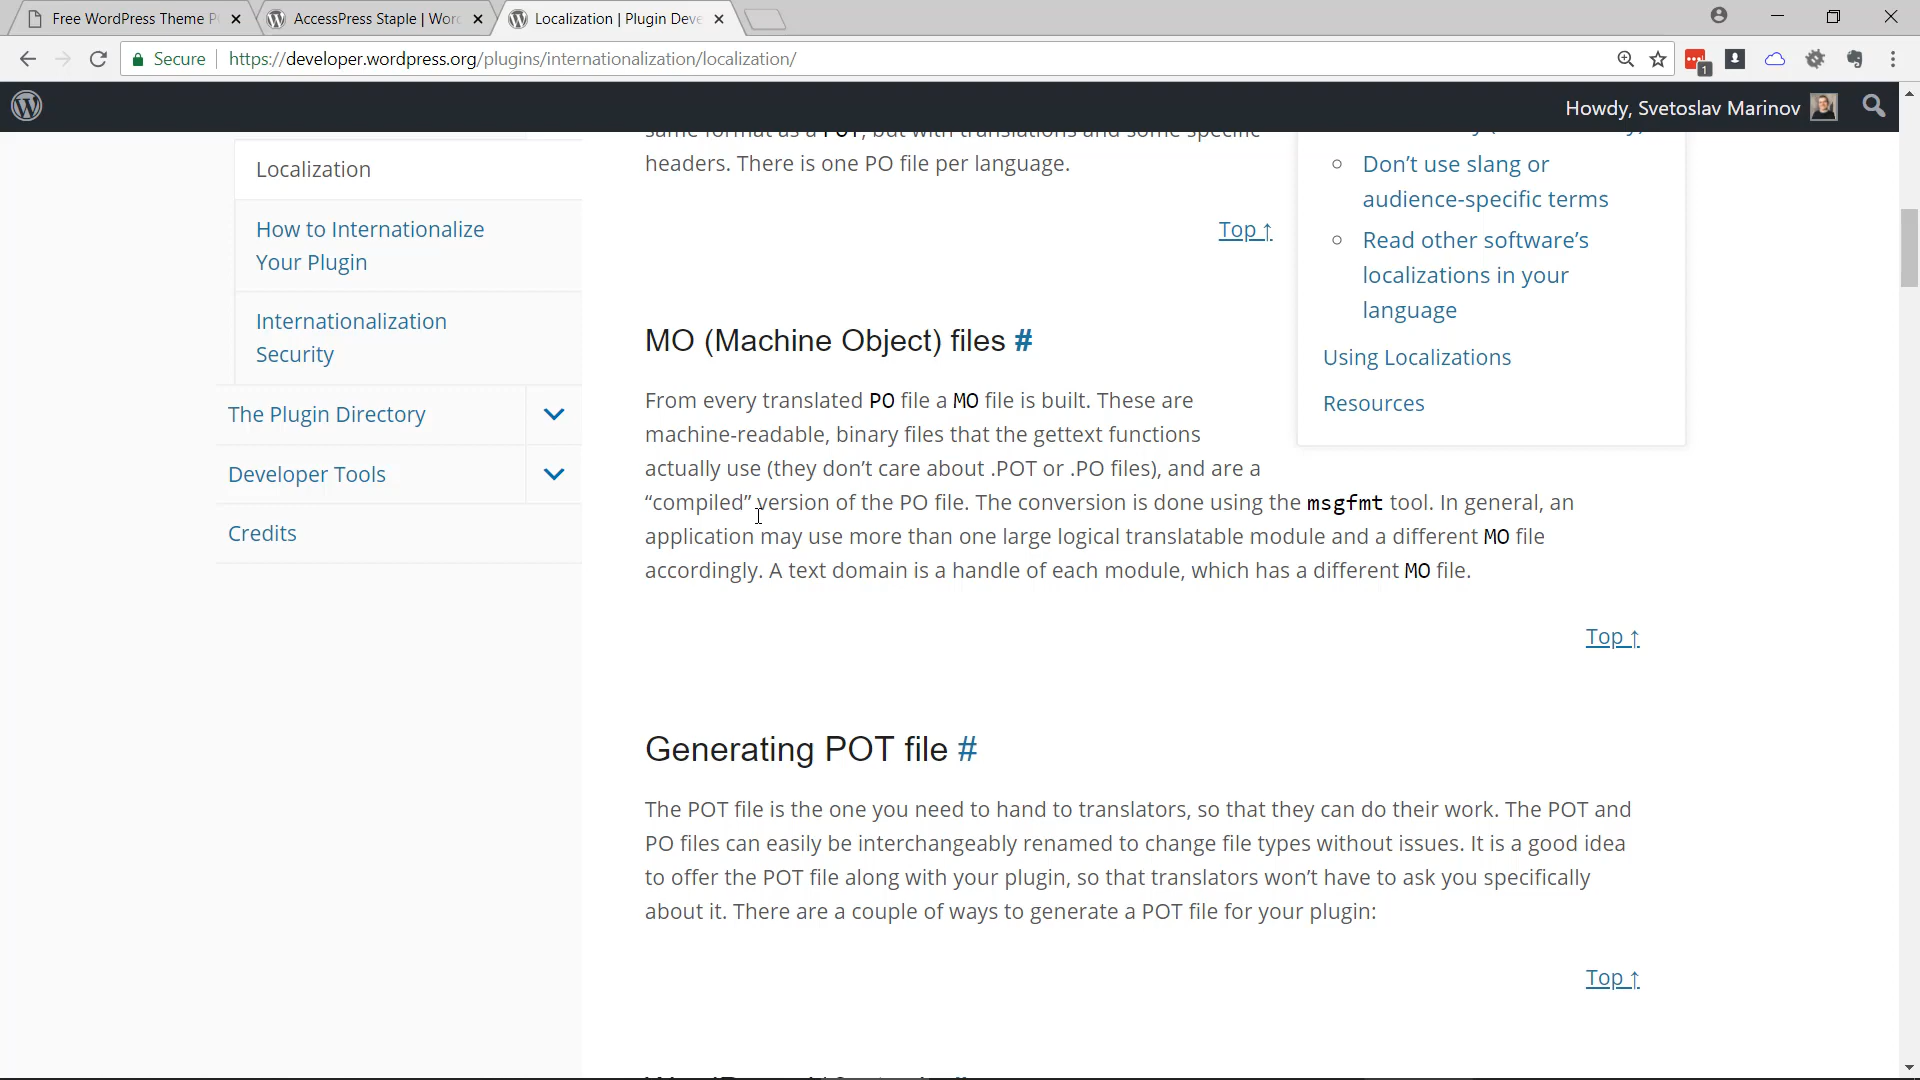 Free WordPress Theme P
AccessPress Staple | Wor
Localization | Plugin Deve
Secure
https://developer.wordpress.org/plugins/internationalization/localization/
1
Howdy, Svetoslav Marinov
Localization
How to Internationalize
Your Plugin
Internationalization
Security
The Plugin Directory
Developer Tools
Credits
same format as a POT, but with translations and some specific
headers. There is one PO file per language.
Top ↑
MO (Machine Object) files #
From every translated PO file a MO file is built. These are
machine-readable, binary files that the gettext functions
actually use (they don’t care about .POT or .PO files), and are a
“compiled” version of the PO file. The conversion is done using the msgfmt tool. In general, an
application may use more than one large logical translatable module and a different MO file
accordingly. A text domain is a handle of each module, which has a different MO file.
Top ↑
Generating POT file #
The POT file is the one you need to hand to translators, so that they can do their work. The POT and
PO files can easily be interchangeably renamed to change file types without issues. It is a good idea
to offer the POT file along with your plugin, so that translators won’t have to ask you specifically
about it. There are a couple of ways to generate a POT file for your plugin:
Top ↑
Don’t use slang or
audience-specific terms
Read other software’s
localizations in your
language
Using Localizations
Resources